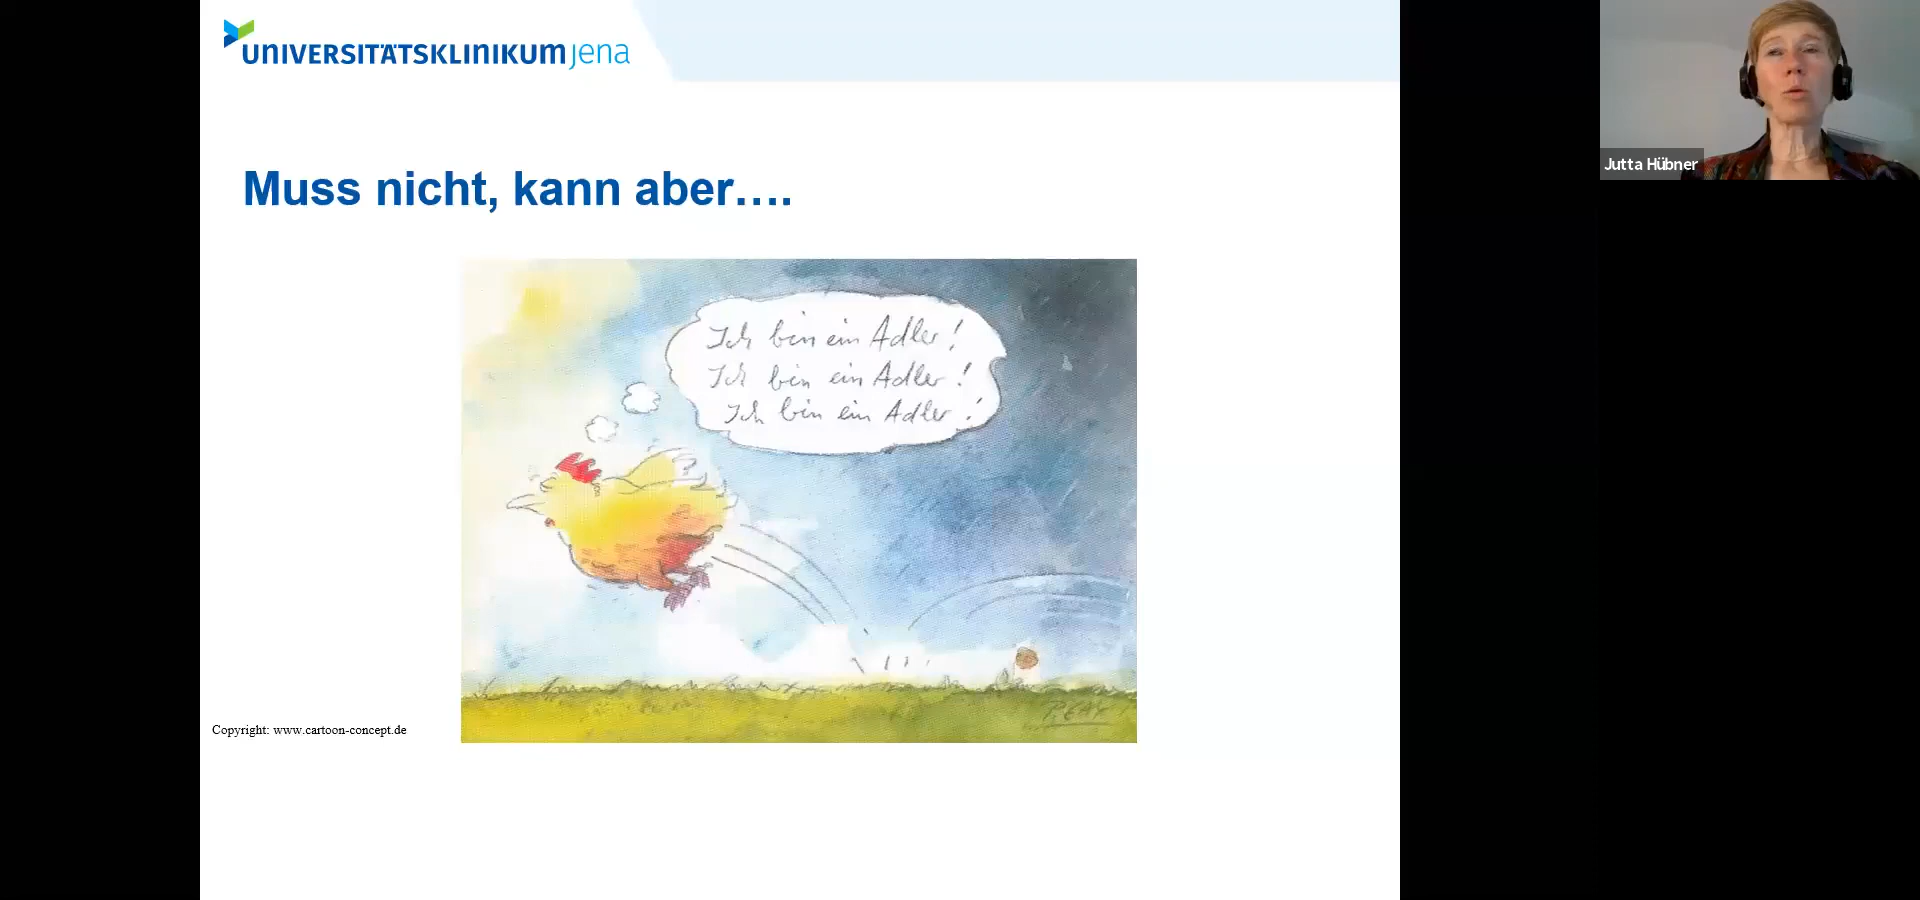 UNIVERSITÄTSKLINIKUM jena
Jutta Hübner
Muss nicht, kann aber….
Ich bin ein Adler!
Ich bin ein Adler!
Ich bin ein Adler!
Copyright: www.cartoon-concept.de